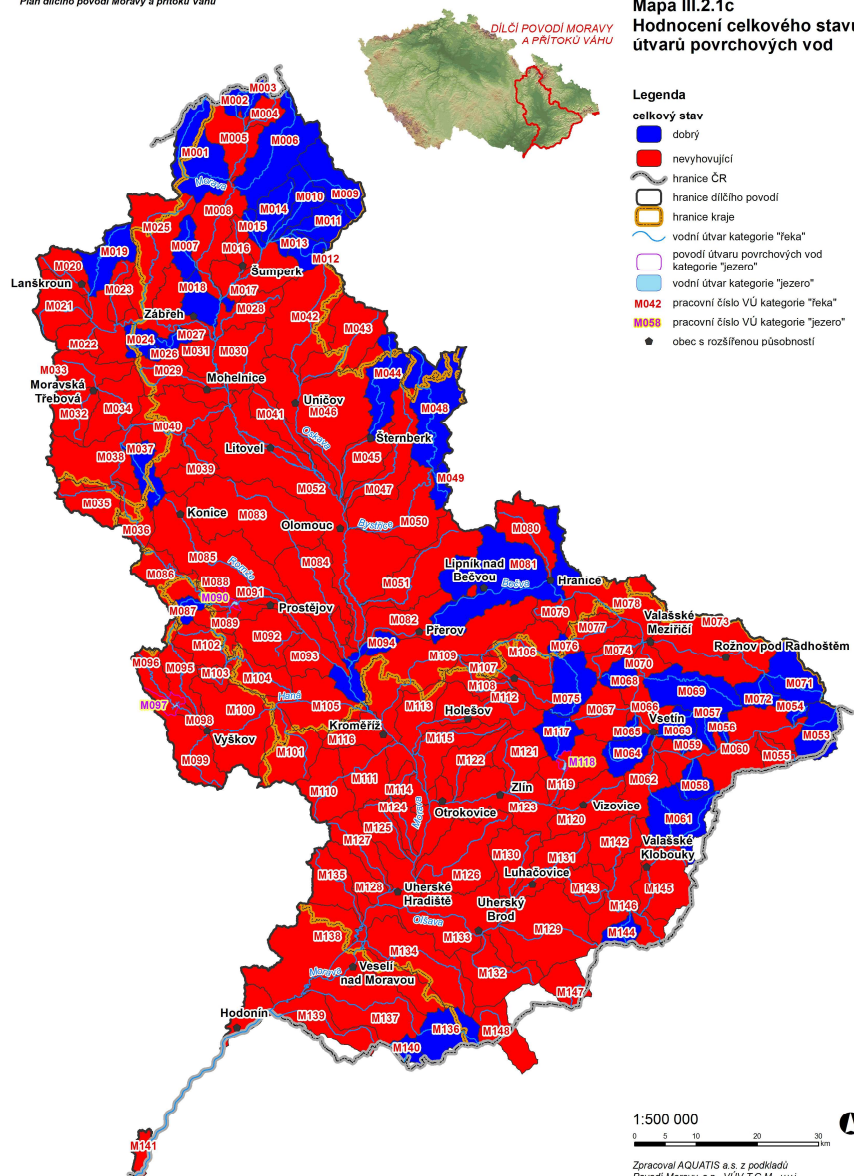 Plán dílčího povodí Moravy a přítoků Váhu
Mapa III.2.1c
Hodnocení celkového stavu
útvarů povrchových vod
DÍLČÍ POVODÍ MORAVY
A PŘÍTOKŮ VÁHU
Legenda
celkový stav
dobrý
nevyhovující
hranice ČR
hranice dílčího povodí
hranice kraje
vodní útvar kategorie "řeka"
povodí útvaru povrchových vod
kategorie "jezero"
vodní útvar kategorie "jezero"
M042 pracovní číslo VÚ kategorie "řeka"
M058 pracovní číslo VÚ kategorie "jezero"
obec s rozšířenou působností
M003
M002
M004
M005
M006
M001
Morava
M010
M009
M008
M014
M011
M025
M015
M007
M016
M013
M019
M012
M020
Šumperk
Lanškroun
M023
M018
M017
M021
M028
Zábřeh
M042
M043
M027
M024
M022
M026
M031
M030
M033
M029
M044
Moravská
Třebová
Mohelnice
M034
Uničov
M048
M032
M041
M046
M040
Oskava
Šternberk
M037
Litovel
M038
M045
M039
M049
M052
M047
M035
Konice
M083
M050
M036
Olomouc
Bystřice
M080
M085
M084
Lipník nad
Bečvou
M081
M086
Romže
M088
M051
Bečva
Hranice
M091
M090
M087
Prostějov
M078
M089
M082
M079
Valašské
Meziříčí
M073
M092
Přerov
M077
M102
M094
M076
M074
Rožnov pod Radhoštěm
M096
M095
M093
M109
M106
M070
M103
M104
M107
M068
M071
M108
M069
M097
Haná
M075
M072
M100
M105
M113
M112
M067
M066
M057
M054
M098
Holešov
Vsetín
M056
Kroměříž
M117
M065
M063
M053
Vyškov
M116
M115
M059
M060
M101
M121
M064
M055
M099
M122
M118
M111
M119
M062
M058
M110
M114
Zlín
M124
M123
Vizovice
Otrokovice
M120
M061
Morava
M125
M127
M142
Valašské
Klobouky
M130
M131
M135
M126
Luhačovice
M128
M143
M145
Uherské
Hradiště
Uherský
Brod
M146
Olšava
M129
M144
M138
M133
M134
Veselí
nad Moravou
Morava
M132
M147
Hodonín
M139
M137
M136
M148
M140
M141
1:500 000
0 5 10 20 30
km
Zpracoval AQUATIS a.s. z podkladů